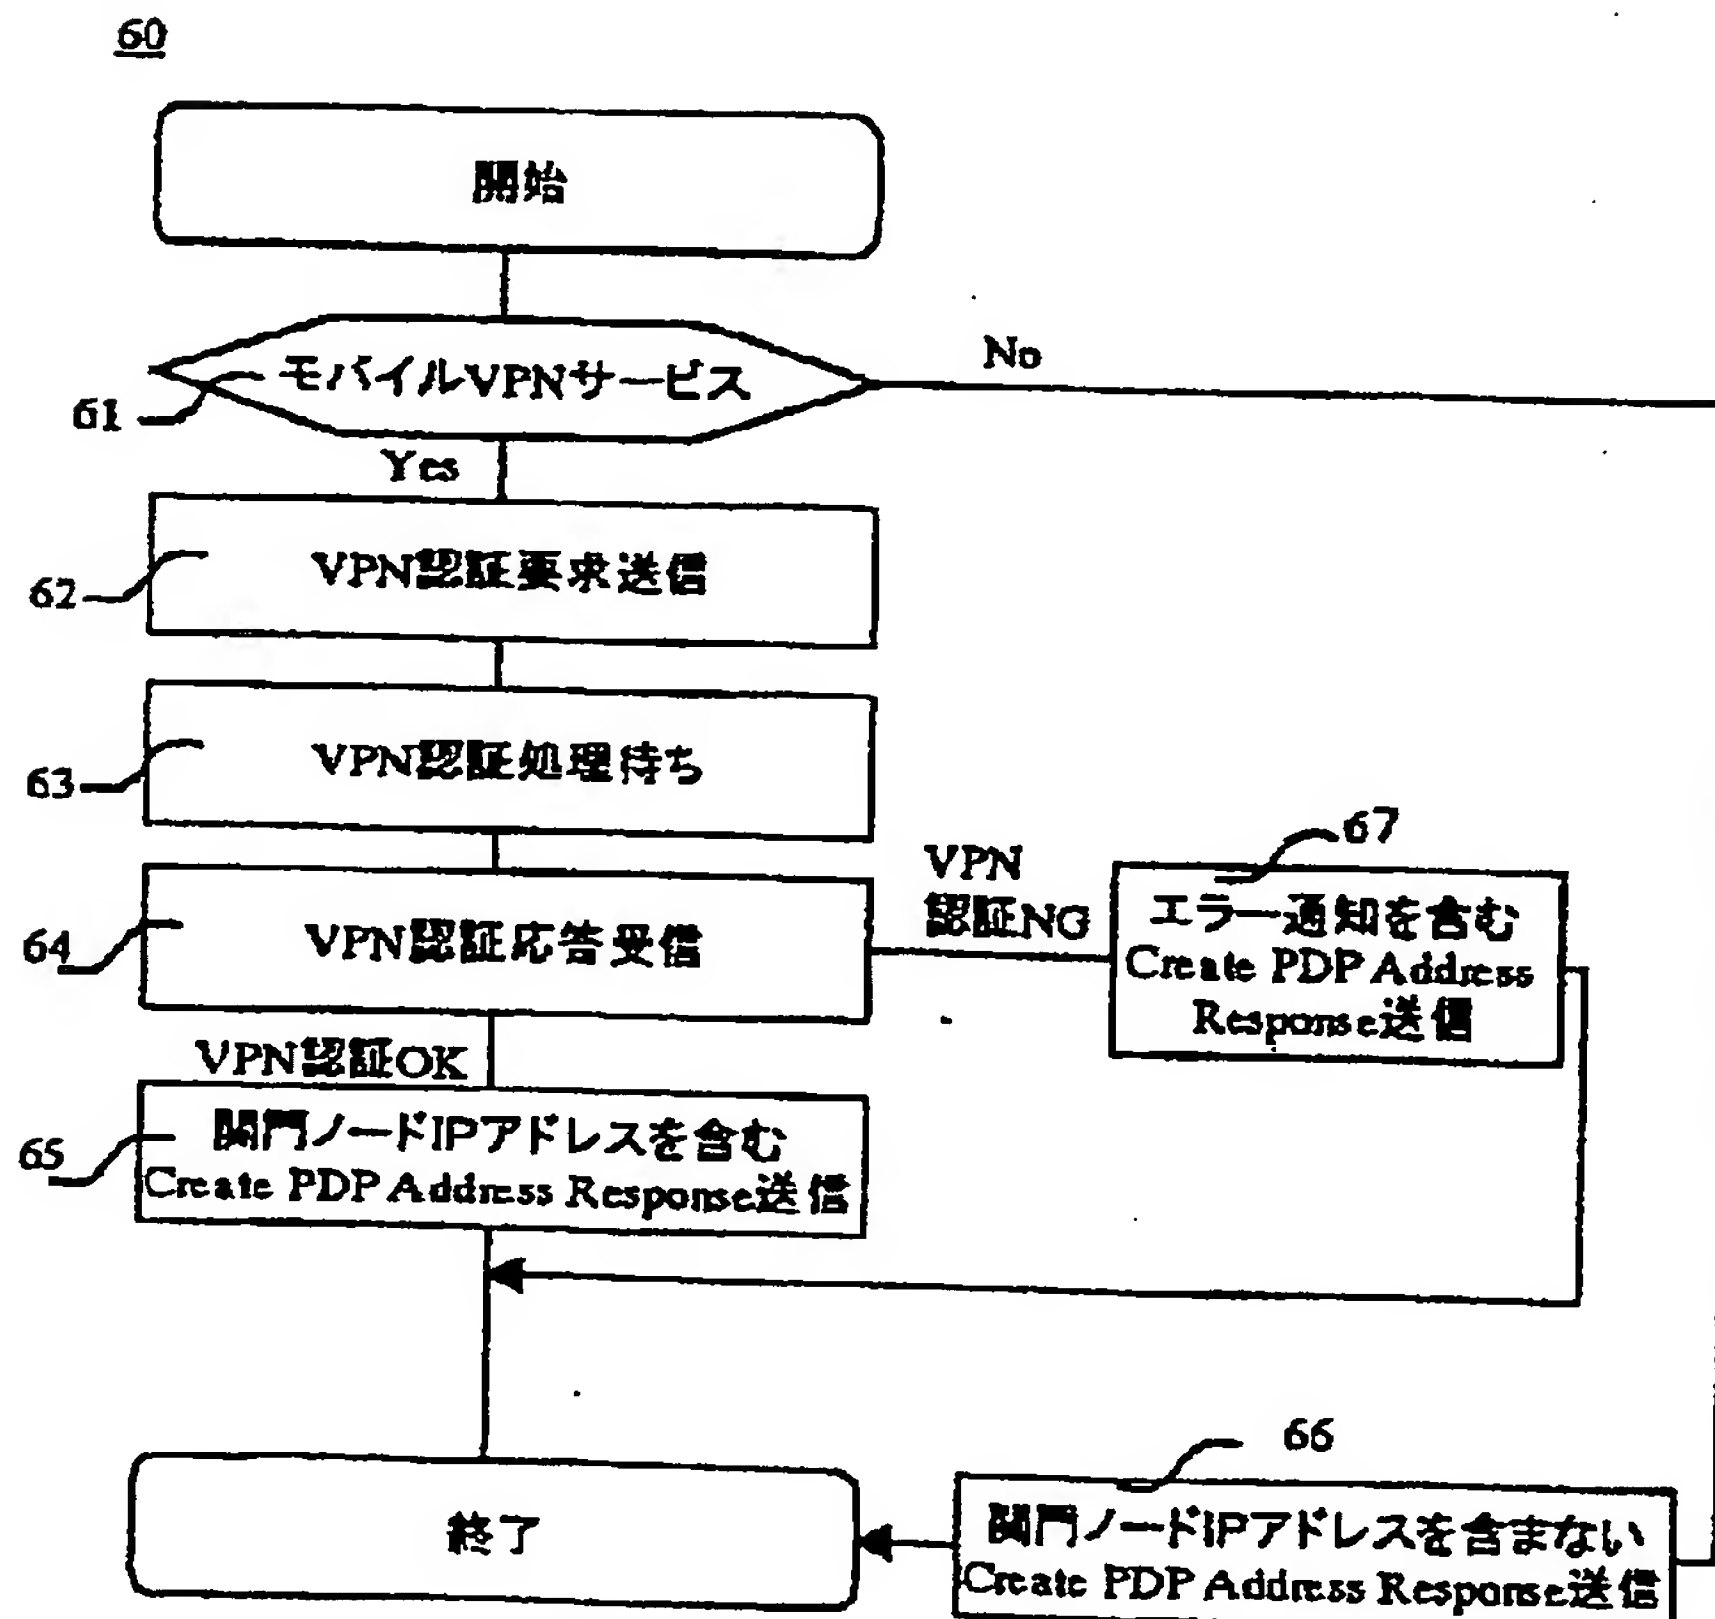 60
開始
モバイルVPNサービス
No
61
Yes
VPN認証要求送信
62
VPN認証処理待ち
63
67
VPN
認証NG
エラー通知を含む
Create PDP Address
Response送信
VPN認証応答受信
64
VPN認証OK
関門ノードIPアドレスを含む
Create PDP Address Response送信
65
66
終了
関門ノードIPアドレスを含まない
Create PDP Address Response送信